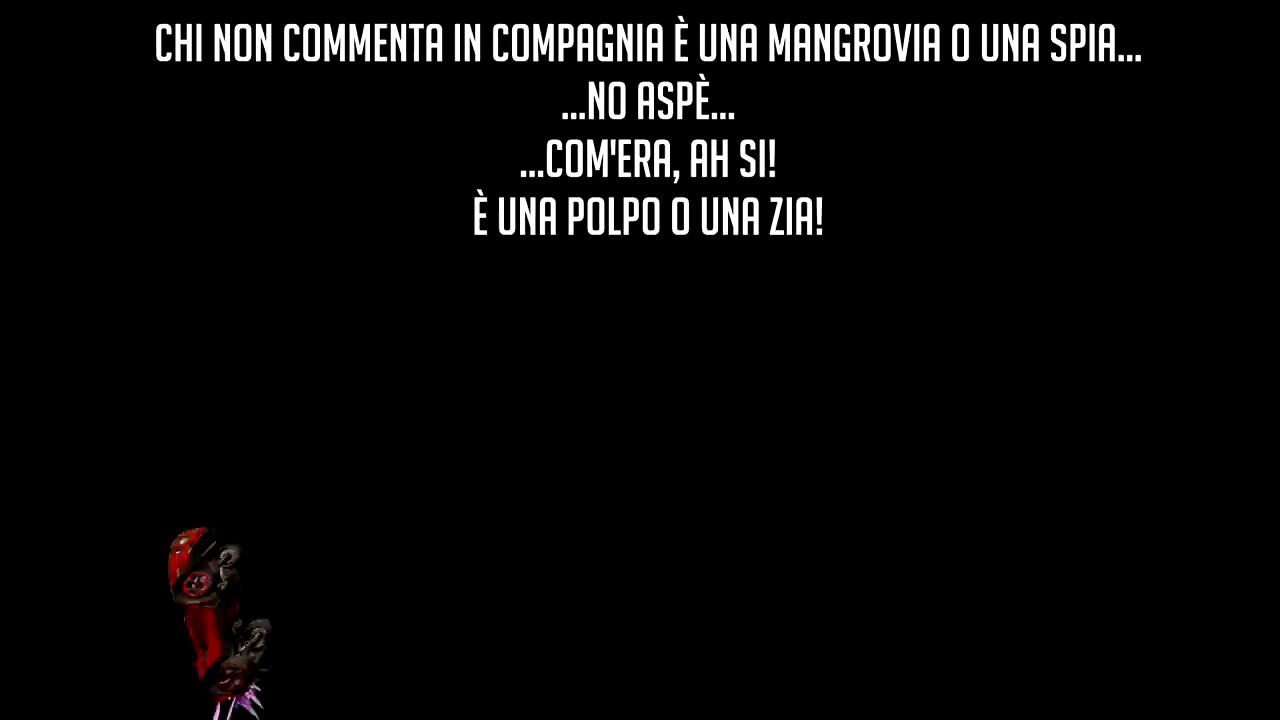 CHI NON COMMENTA IN COMPAGNIA È UNA MANGROVIA O UNA SPIA...
...NO ASPÈ...
...COM'ERA, AH SI!
È UNA POLPO O UNA ZIA!